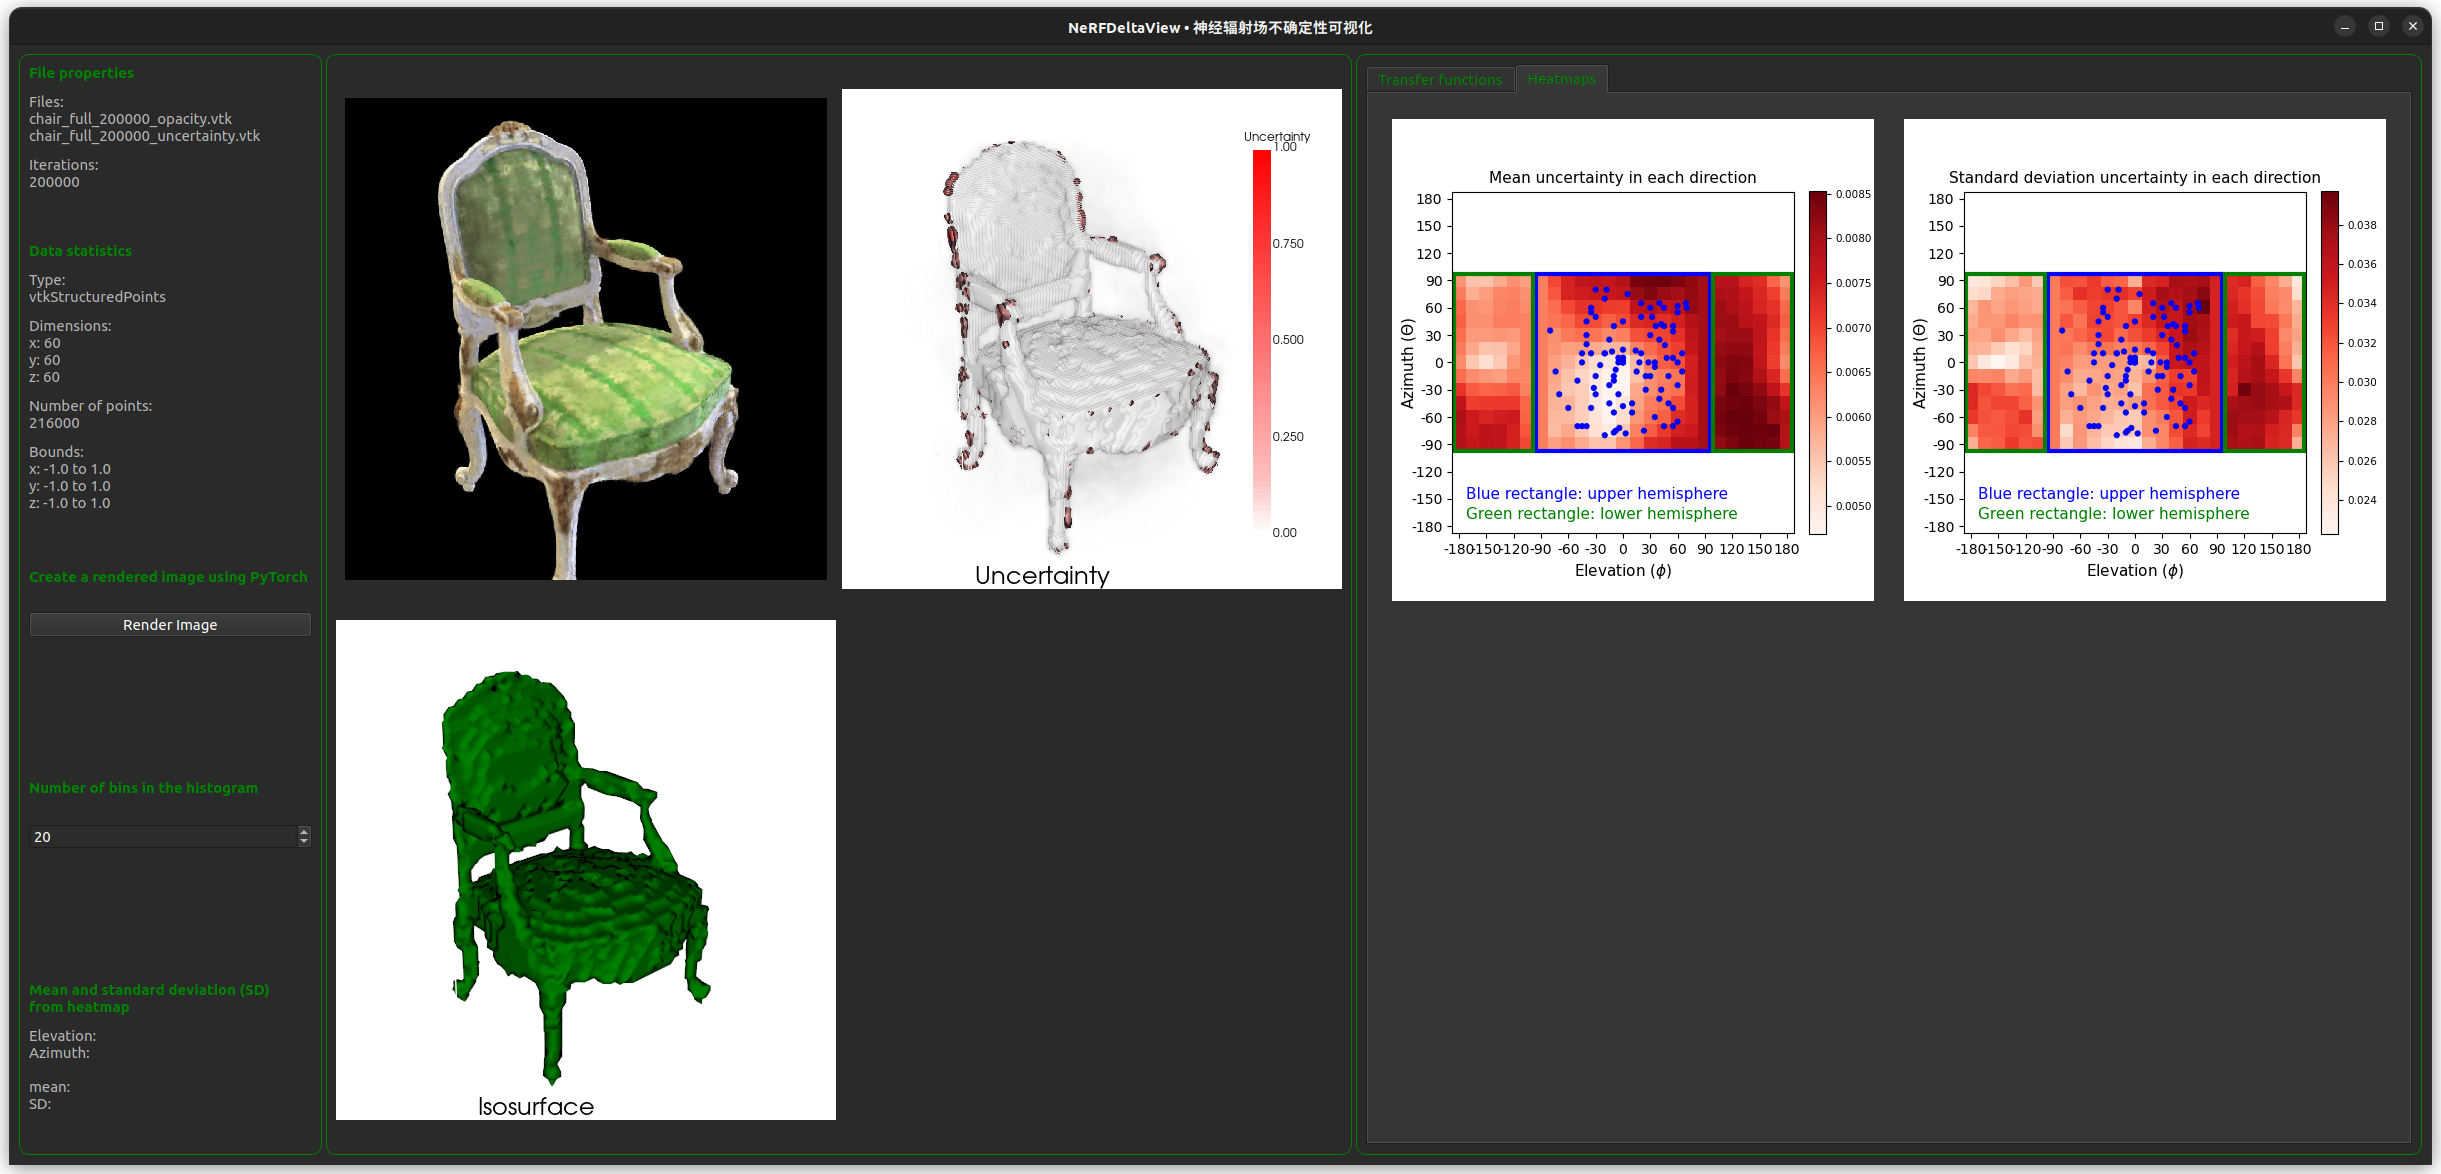 NeRFDeltaView • 神经辐射场不确定性可视化
File properties
Files:
chair_full_200000_opacity.vtk
chair_full_200000_uncertainty.vtk
Iterations:
200000
Data statistics
Type:
vtkStructuredPoints
Dimensions:
x: 60
y: 60
z: 60
Number of points:
216000
Bounds:
x: -1.0 to 1.0
y: -1.0 to 1.0
z: -1.0 to 1.0
Create a rendered image using PyTorch
Render Image
Number of bins in the histogram
20
Mean and standard deviation (SD)
from heatmap
Elevation:
Azimuth:
mean:
SD:
Uncertainty
1.00
0.750
0.500
0.250
0.00
Uncertainty
Isosurface
Transfer functions
Heatmaps
Mean uncertainty in each direction
180
150
120
90
60
30
0
-30
-60
-90
-120
-150
-180
Azimuth (Θ)
Blue rectangle: upper hemisphere
Green rectangle: lower hemisphere
-180 -150 -120 -90 -60 -30 0 30 60 90 120 150 180
Elevation (ϕ)
0.0085
0.0080
0.0075
0.0070
0.0065
0.0060
0.0055
0.0050
Standard deviation uncertainty in each direction
180
150
120
90
60
30
0
-30
-60
-90
-120
-150
-180
Azimuth (Θ)
Blue rectangle: upper hemisphere
Green rectangle: lower hemisphere
-180 -150 -120 -90 -60 -30 0 30 60 90 120 150 180
Elevation (ϕ)
0.038
0.036
0.034
0.032
0.030
0.028
0.026
0.024